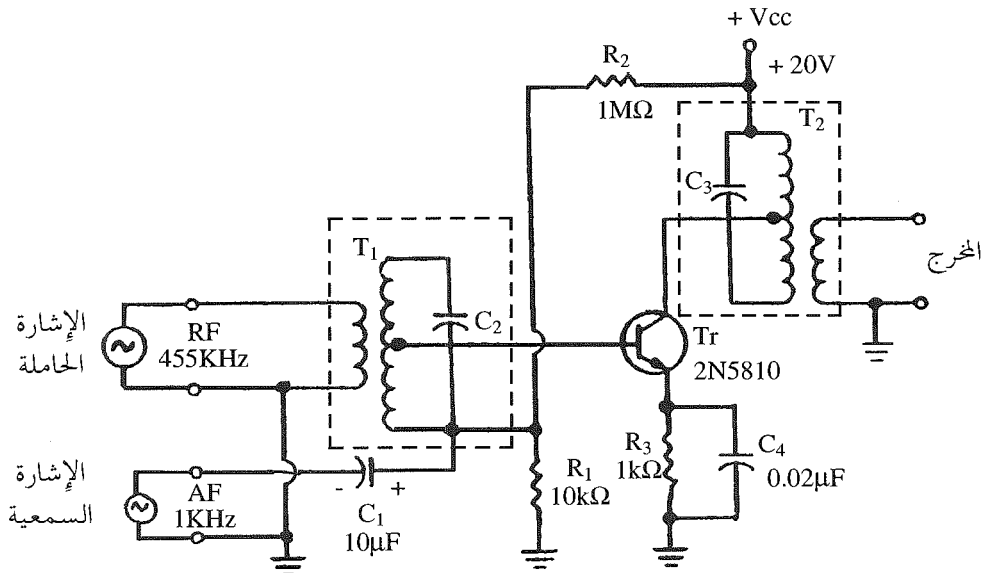 + Vcc
+ 20V
R₂
1MΩ
T₂
C₃
المخرج
T₁
C₂
الإشارة
الحاملة
RF
455KHz
Tr
2N5810
الإشارة
السمعية
AF
1KHz
- +
C₁
10µF
R₁
10kΩ
R₃
1kΩ
C₄
0.02µF